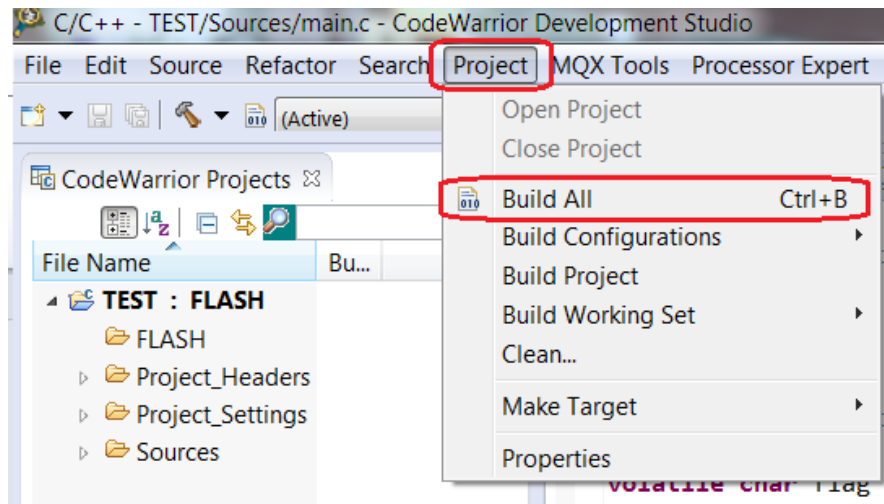 C/C++ - TEST/Sources/main.c - CodeWarrior Development Studio
File Edit Source Refactor Search Project MQX Tools Processor Expert
(Active)
Open Project
Close Project
CodeWarrior Projects
Build All Ctrl+B
Build Configurations
File Name Bu...
Build Project
TEST : FLASH
Build Working Set
FLASH
Clean...
Project_Headers
Make Target
Project_Settings
Sources
Properties
volatile char flag